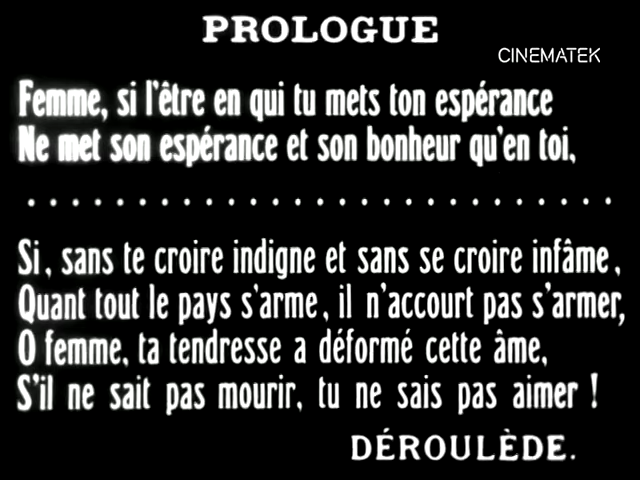 PROLOGUE
CINEMATEK
Femme, si l'être en qui tu mets ton espérance
Ne met son espérance et son bonheur qu'en toi,
. . . . . . . . . . . . . . . . . . . . . . . . . . . .
Si, sans te croire indigne et sans se croire infâme,
Quant tout le pays s'arme, il n'accourt pas s'armer,
O femme, ta tendresse a déformé cette âme,
S'il ne sait pas mourir, tu ne sais pas aimer !
DÉROULÈDE.